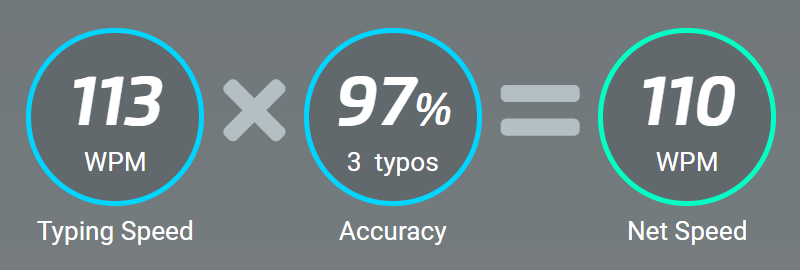 113 × 97% = 110
WPM 3 typos WPM
Typing Speed Accuracy Net Speed